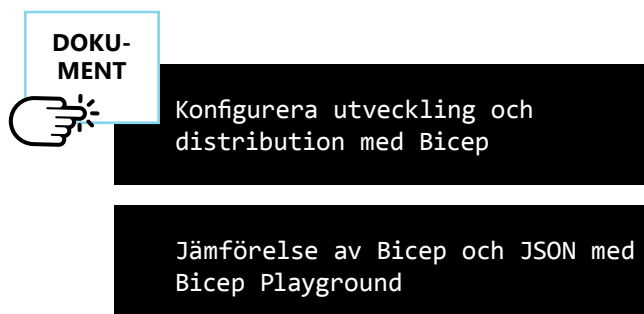 DOKU-
MENT
Konfigurera utveckling och
distribution med Bicep
Jämförelse av Bicep och JSON med
Bicep Playground